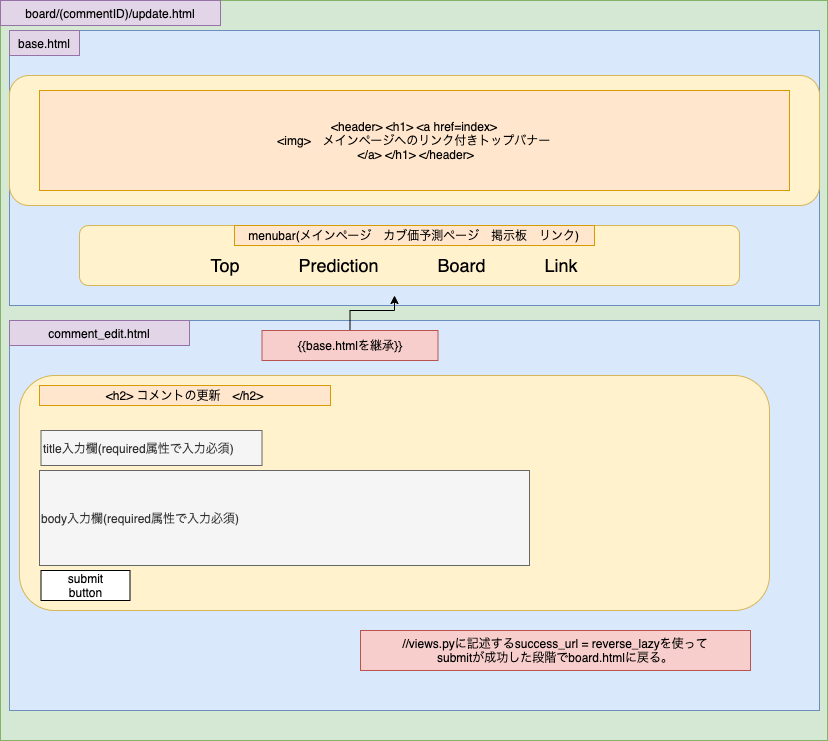 board/(commentID)/update.html
base.html
<header> <h1> <a href=index>
<img>　メインページへのリンク付きトップバナー
</a> </h1> </header>
menubar(メインページ　カブ価予測ページ　掲示板　リンク)
Top Prediction Board Link
comment_edit.html
{{base.htmlを継承}}
<h2> コメントの更新　</h2>
title入力欄(required属性で入力必須)
body入力欄(required属性で入力必須)
submit
button
//views.pyに記述するsuccess_url = reverse_lazyを使って
submitが成功した段階でboard.htmlに戻る。